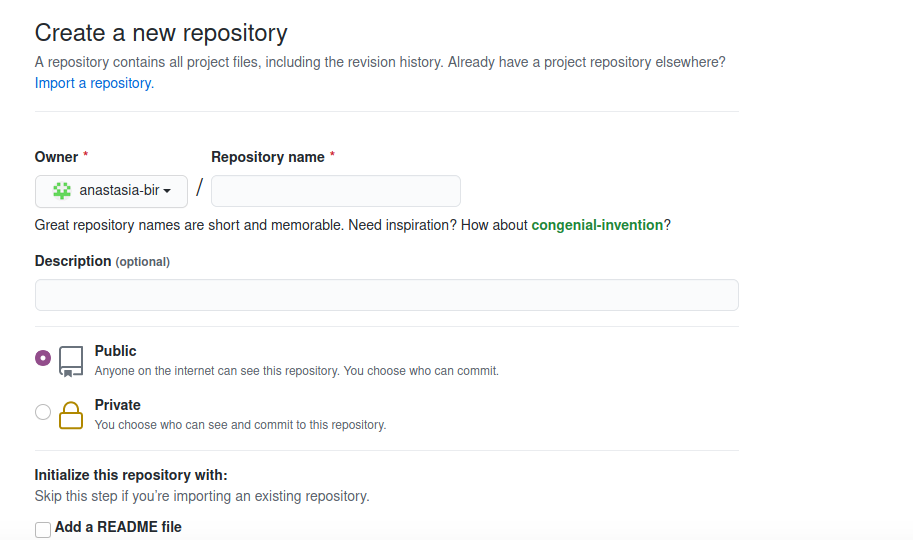 Create a new repository
A repository contains all project files, including the revision history. Already have a project repository elsewhere?
Import a repository.
Owner * Repository name *
anastasia-bir /
Great repository names are short and memorable. Need inspiration? How about congenial-invention?
Description (optional)
Public
Anyone on the internet can see this repository. You choose who can commit.
Private
You choose who can see and commit to this repository.
Initialize this repository with:
Skip this step if you're importing an existing repository.
Add a README file